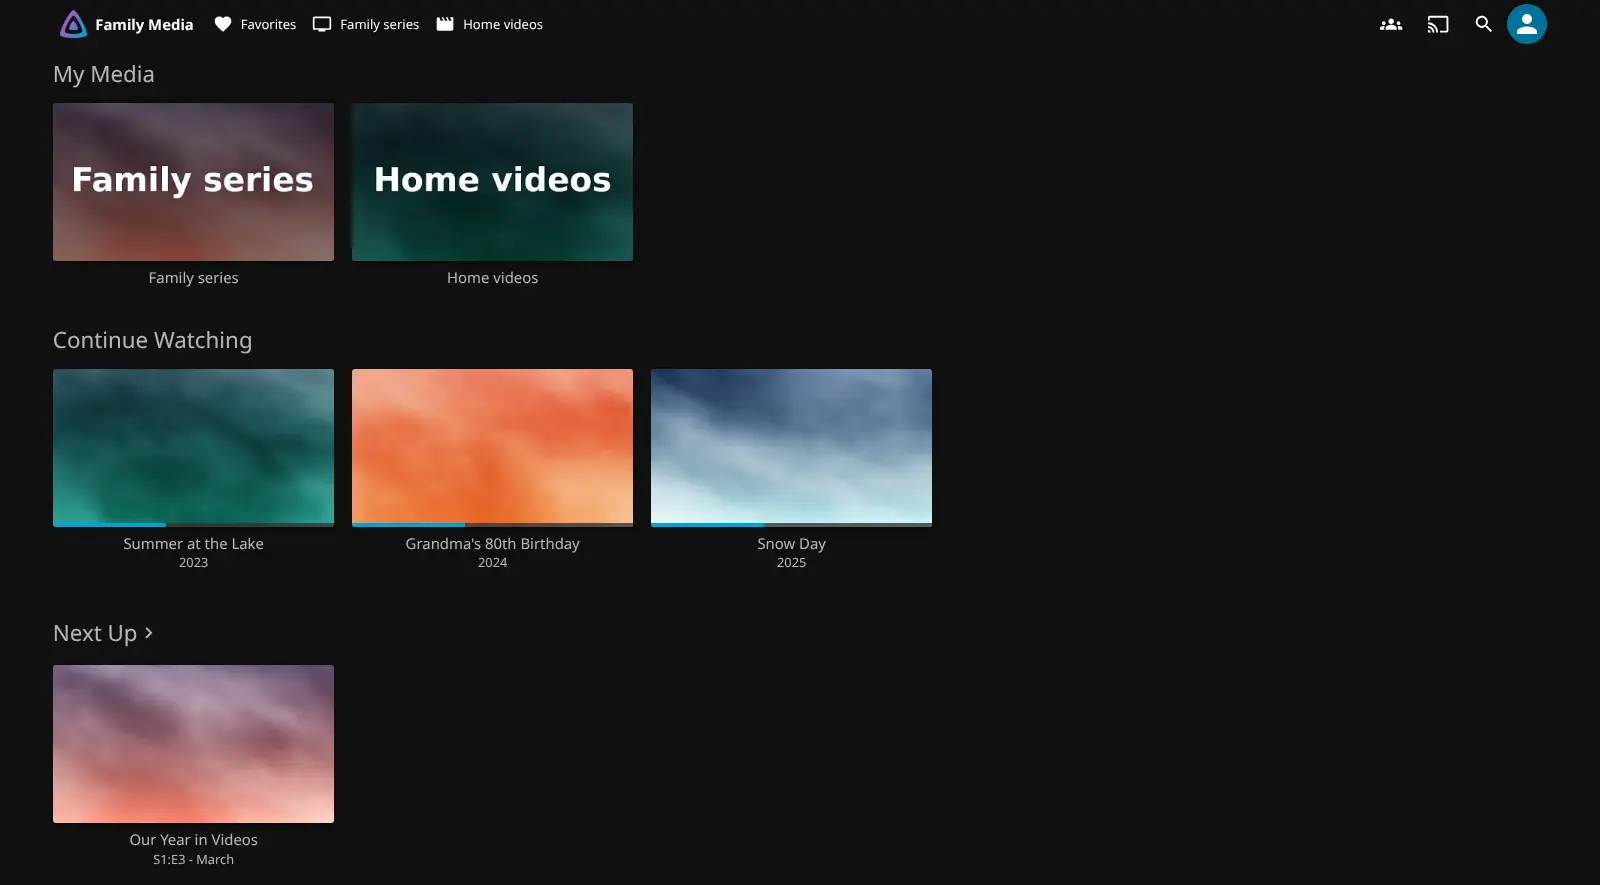 Family Media
Favorites
Family series
Home videos
My Media
Family series
Home videos
Family series
Home videos
Continue Watching
Summer at the Lake
2023
Grandma's 80th Birthday
2024
Snow Day
2025
Next Up
Our Year in Videos
S1:E3 - March